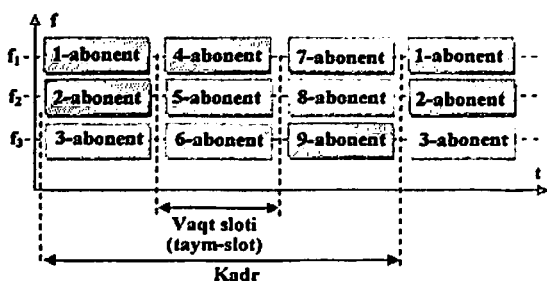 f
f₁ 1-abonent 4-abonent 7-abonent 1-abonent
f₂ 2-abonent 5-abonent 8-abonent 2-abonent
f₃ 3-abonent 6-abonent 9-abonent 3-abonent
t
Vaqt sloti
(taym-slot)
Kadr